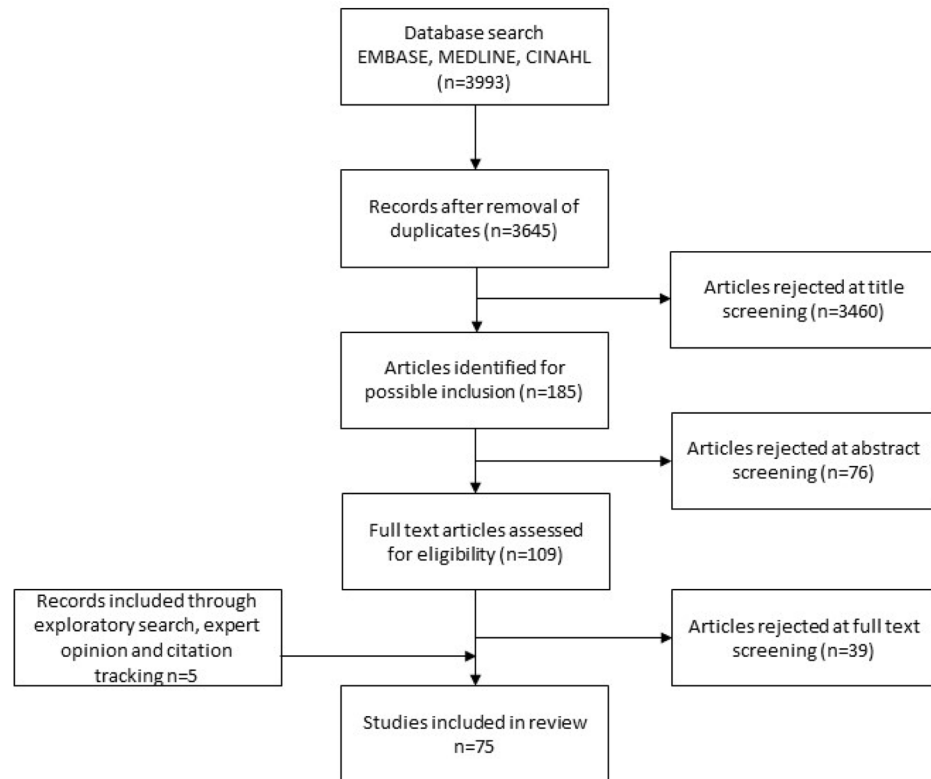 Database search
EMBASE, MEDLINE, CINAHL
(n=3993)
Records after removal of
duplicates (n=3645)
Articles rejected at title
screening (n=3460)
Articles identified for
possible inclusion (n=185)
Articles rejected at abstract
screening (n=76)
Full text articles assessed
for eligibility (n=109)
Records included through
exploratory search, expert
opinion and citation
tracking n=5
Articles rejected at full text
screening (n=39)
Studies included in review
n=75